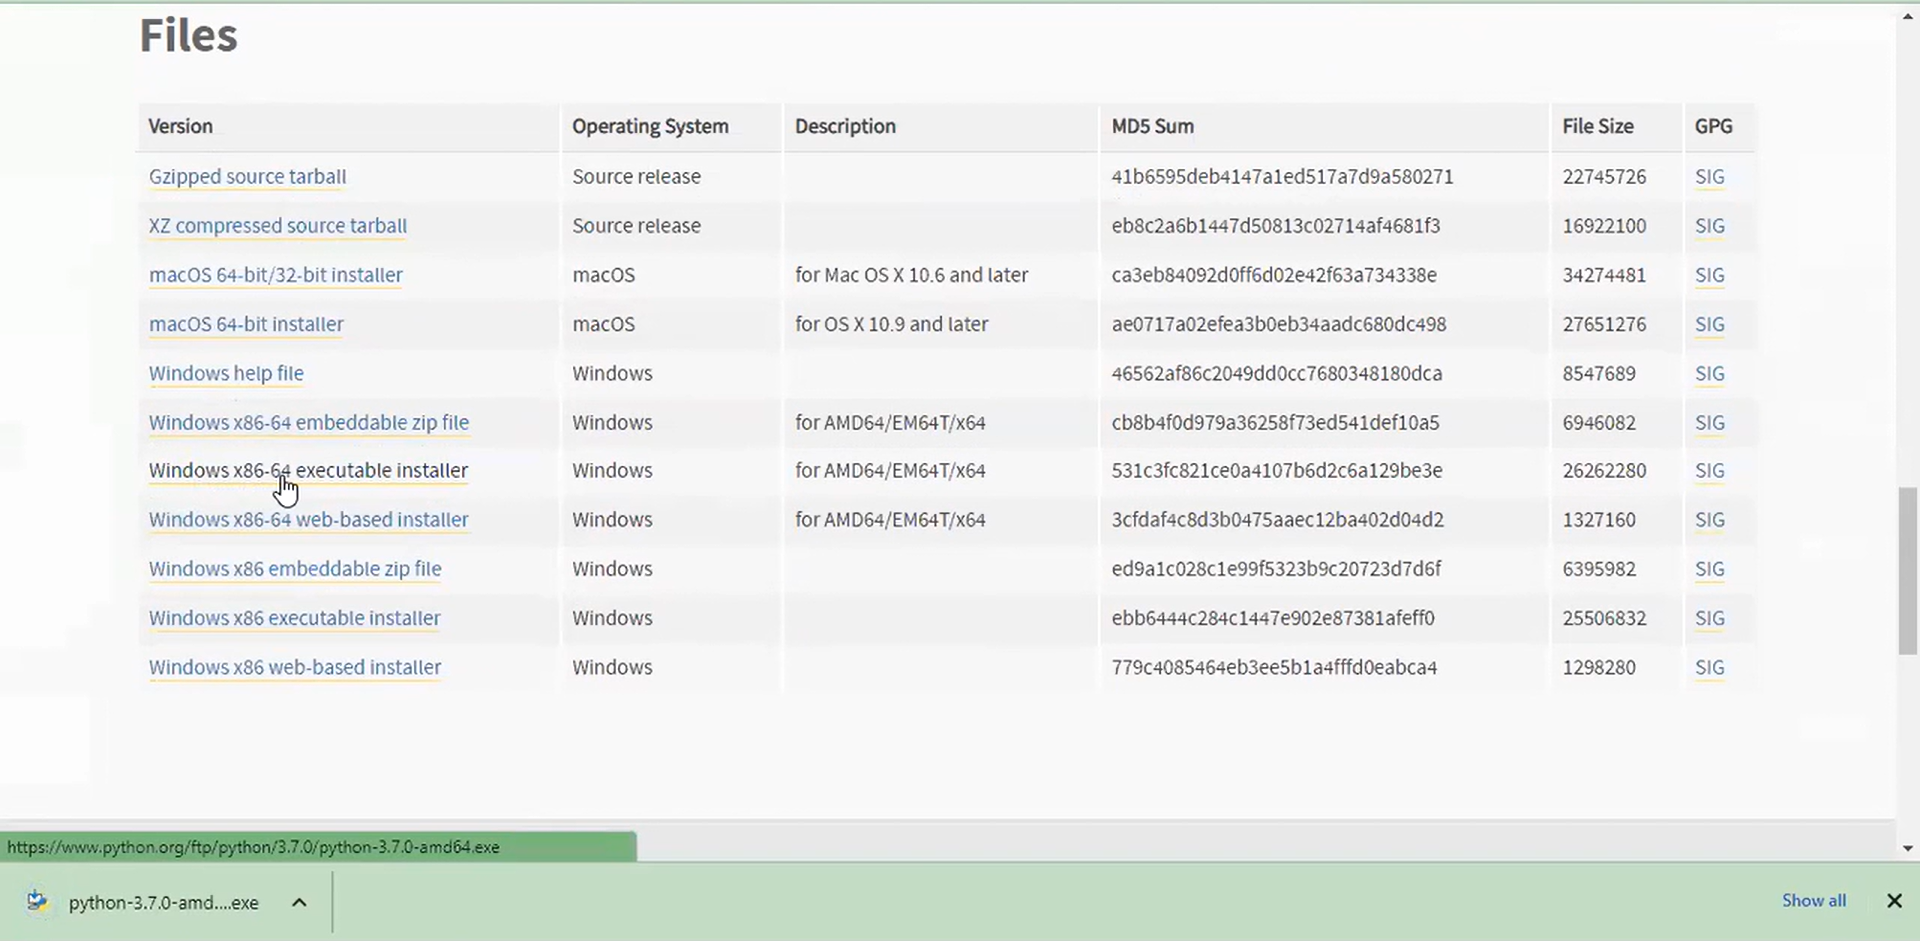 Files
Version Operating System Description MD5 Sum File Size GPG
Gzipped source tarball Source release 41b6595deb4147a1ed517a7d9a580271 22745726 SIG
XZ compressed source tarball Source release eb8c2a6b1447d50813c02714af4681f3 16922100 SIG
macOS 64-bit/32-bit installer macOS for Mac OS X 10.6 and later ca3eb84092d0ff6d02e42f63a734338e 34274481 SIG
macOS 64-bit installer macOS for OS X 10.9 and later ae0717a02efea3b0eb34aadc680dc498 27651276 SIG
Windows help file Windows 46562af86c2049dd0cc7680348180dca 8547689 SIG
Windows x86-64 embeddable zip file Windows for AMD64/EM64T/x64 cb8b4f0d979a36258f73ed541def10a5 6946082 SIG
Windows x86-64 executable installer Windows for AMD64/EM64T/x64 531c3fc821ce0a4107b6d2c6a129be3e 26262280 SIG
Windows x86-64 web-based installer Windows for AMD64/EM64T/x64 3cfdaf4c8d3b0475aaec12ba402d04d2 1327160 SIG
Windows x86 embeddable zip file Windows ed9a1c028c1e99f5323b9c20723d7d6f 6395982 SIG
Windows x86 executable installer Windows ebb6444c284c1447e902e87381afeff0 25506832 SIG
Windows x86 web-based installer Windows 779c4085464eb3ee5b1a4fffd0eabca4 1298280 SIG
https://www.python.org/ftp/python/3.7.0/python-3.7.0-amd64.exe
python-3.7.0-amd....exe Show all